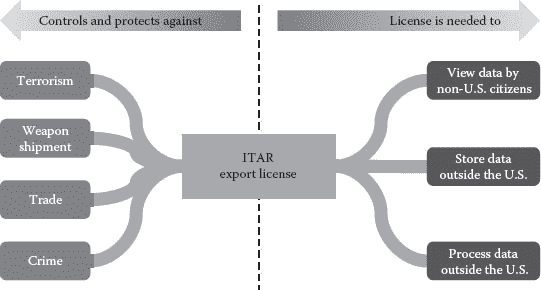 Controls and protects against
License is needed to
Terrorism
Weapon
shipment
Trade
Crime
ITAR
export license
View data by
non-U.S. citizens
Store data
outside the U.S.
Process data
outside the U.S.